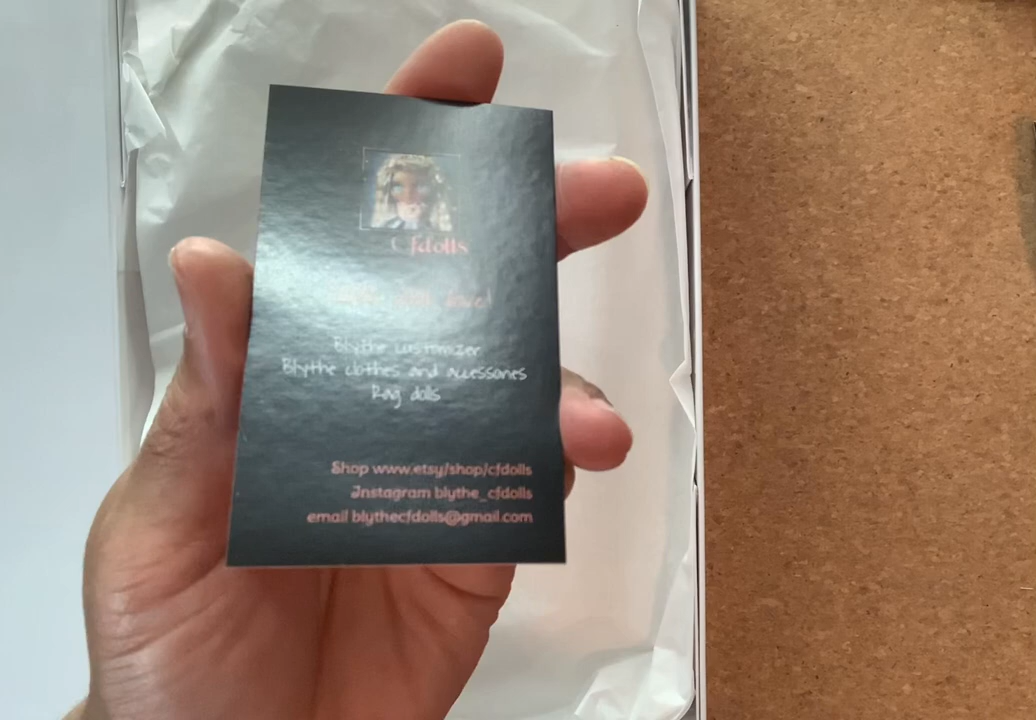 Cfdolls
love!
Blythe customizer
Blythe clothes and accessories
Rag dolls
Shop www.etsy/shop/cfdolls
Instagram blythe_cfdolls
email blythecfdolls@gmail.com